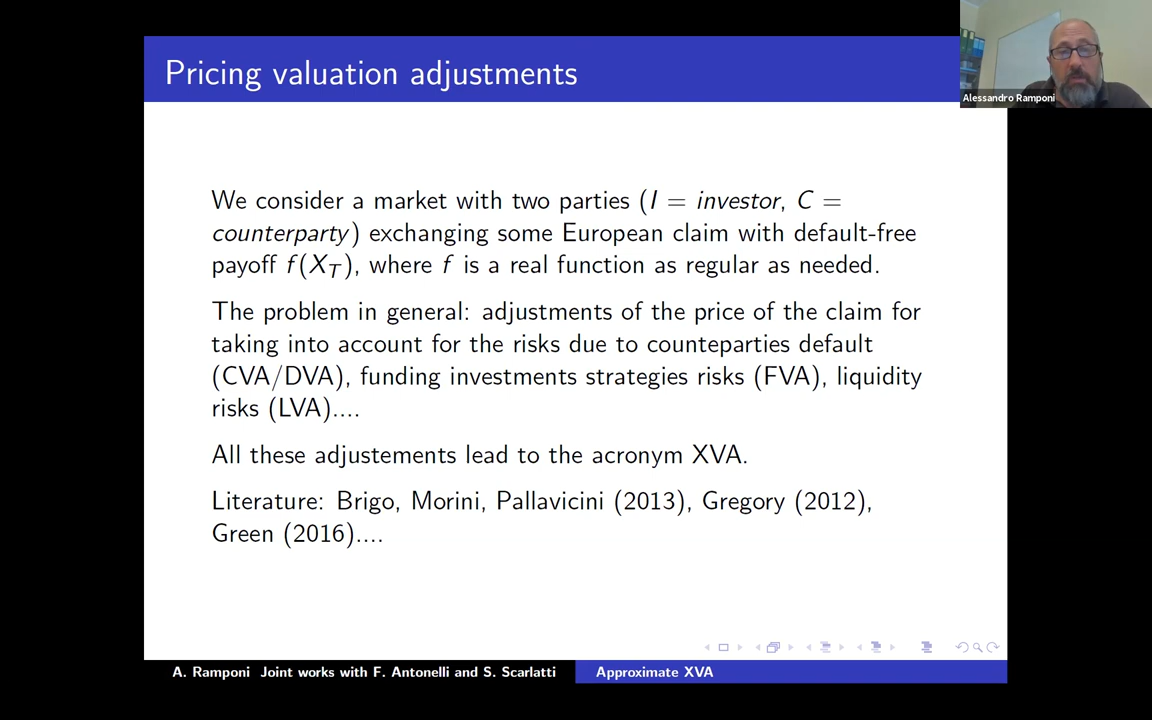 Pricing valuation adjustments
Alessandro Ramponi
We consider a market with two parties (I = investor, C =
counterparty) exchanging some European claim with default-free
payoff f(X_T), where f is a real function as regular as needed.
The problem in general: adjustments of the price of the claim for
taking into account for the risks due to counteparties default
(CVA/DVA), funding investments strategies risks (FVA), liquidity
risks (LVA)....
All these adjustements lead to the acronym XVA.
Literature: Brigo, Morini, Pallavicini (2013), Gregory (2012),
Green (2016)....
A. Ramponi Joint works with F. Antonelli and S. Scarlatti
Approximate XVA